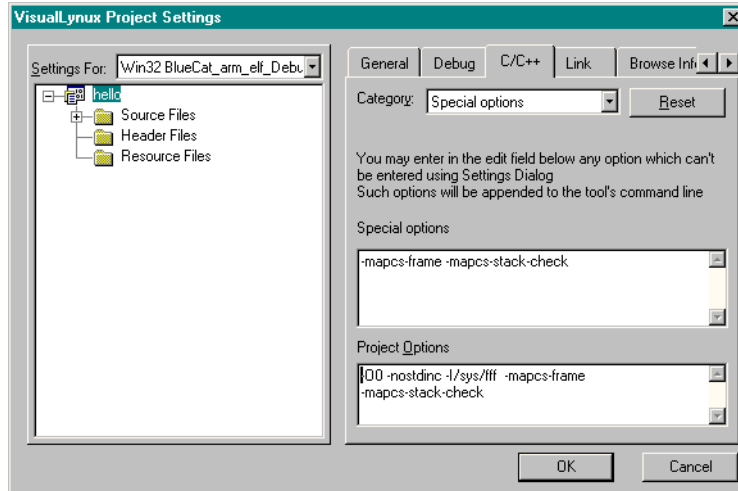 VisualLynux Project Settings
Settings For: Win32 BlueCat_arm_elf_Debu
hello
Source Files
Header Files
Resource Files
General Debug C/C++ Link Browse Inf
Category: Special options Reset
You may enter in the edit field below any option which can't
be entered using Settings Dialog
Such options will be appended to the tool's command line
Special options
-mapcs-frame -mapcs-stack-check
Project Options
-O0 -nostdinc -I/sys/fff -mapcs-frame
-mapcs-stack-check
OK Cancel